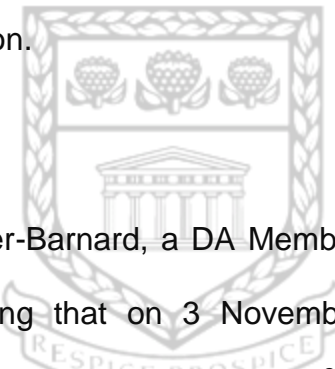 on.
er-Barnard, a DA Memb
ng that on 3 Novemb
RESPICE PROSPICE